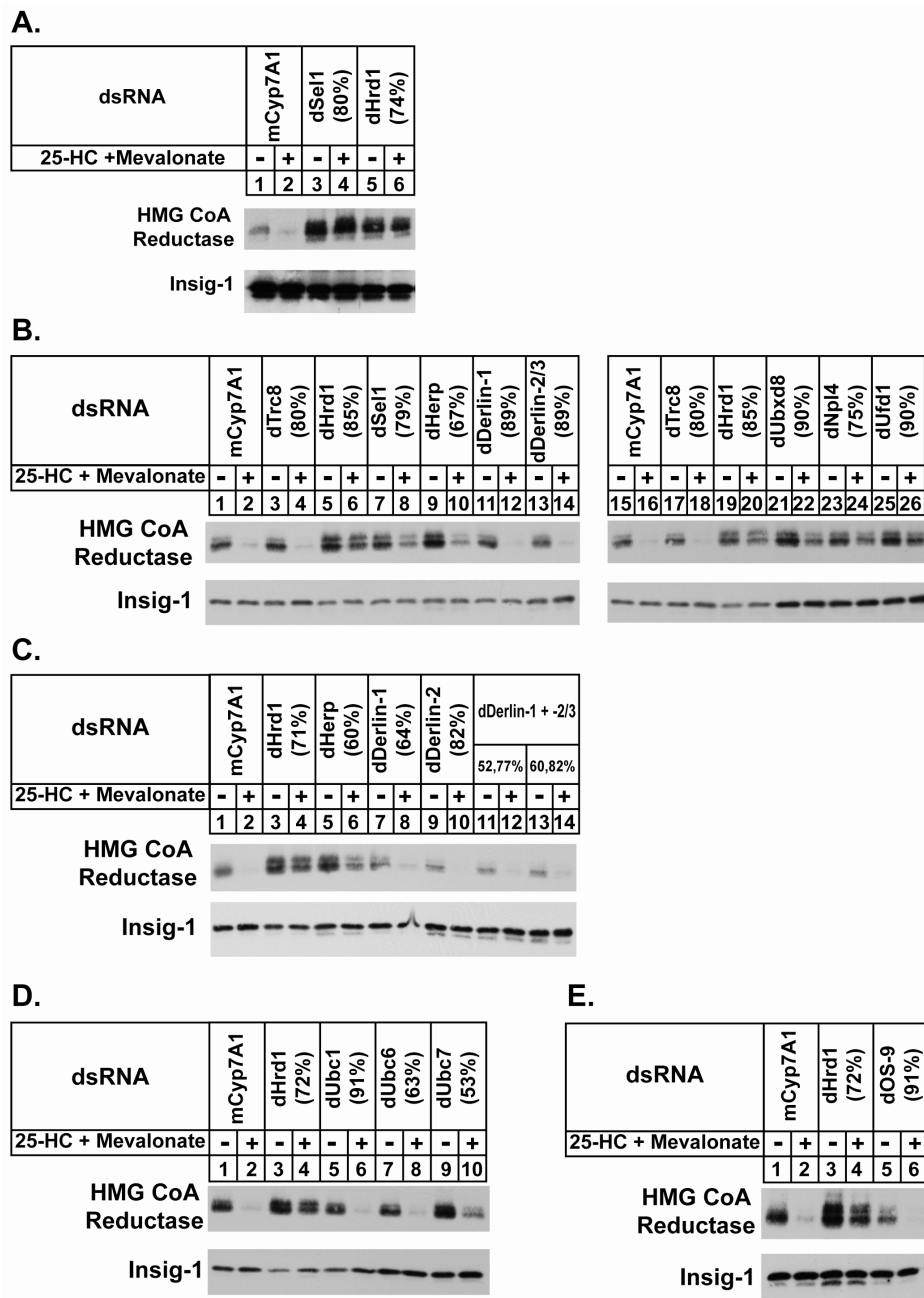 A.
dsRNA
mCyp7A1
dSel1
(80%)
dHrd1
(74%)
25-HC +Mevalonate
- + - + - +
1 2 3 4 5 6
HMG CoA
Reductase
Insig-1
B.
dsRNA
mCyp7A1
dTrc8
(80%)
dHrd1
(85%)
dSel1
(79%)
dHerp
(67%)
dDerlin-1
(89%)
dDerlin-2/3
(89%)
mCyp7A1
dTrc8
(80%)
dHrd1
(85%)
dUbxd8
(90%)
dNpl4
(75%)
dUfd1
(90%)
25-HC + Mevalonate
- + - + - + - + - + - + - + - + - + - + - + - + - +
1 2 3 4 5 6 7 8 9 10 11 12 13 14 15 16 17 18 19 20 21 22 23 24 25 26
HMG CoA
Reductase
Insig-1
C.
dsRNA
mCyp7A1
dHrd1
(71%)
dHerp
(60%)
dDerlin-1
(64%)
dDerlin-2
(82%)
dDerlin-1 + -2/3
52,77% 60,82%
25-HC + Mevalonate
- + - + - + - + - + - + - +
1 2 3 4 5 6 7 8 9 10 11 12 13 14
HMG CoA
Reductase
Insig-1
D.
dsRNA
mCyp7A1
dHrd1
(72%)
dUbc1
(91%)
dUbc6
(63%)
dUbc7
(53%)
25-HC + Mevalonate
- + - + - + - + - +
1 2 3 4 5 6 7 8 9 10
HMG CoA
Reductase
Insig-1
E.
dsRNA
mCyp7A1
dHrd1
(72%)
dOS-9
(91%)
25-HC + Mevalonate
- + - + - +
1 2 3 4 5 6
HMG CoA
Reductase
Insig-1